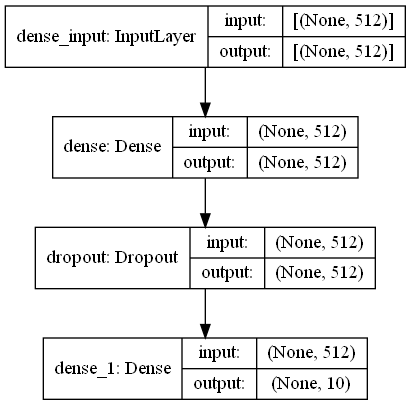 dense_input: InputLayer
input: [(None, 512)]
output: [(None, 512)]
dense: Dense
input: (None, 512)
output: (None, 512)
dropout: Dropout
input: (None, 512)
output: (None, 512)
dense_1: Dense
input: (None, 512)
output: (None, 10)